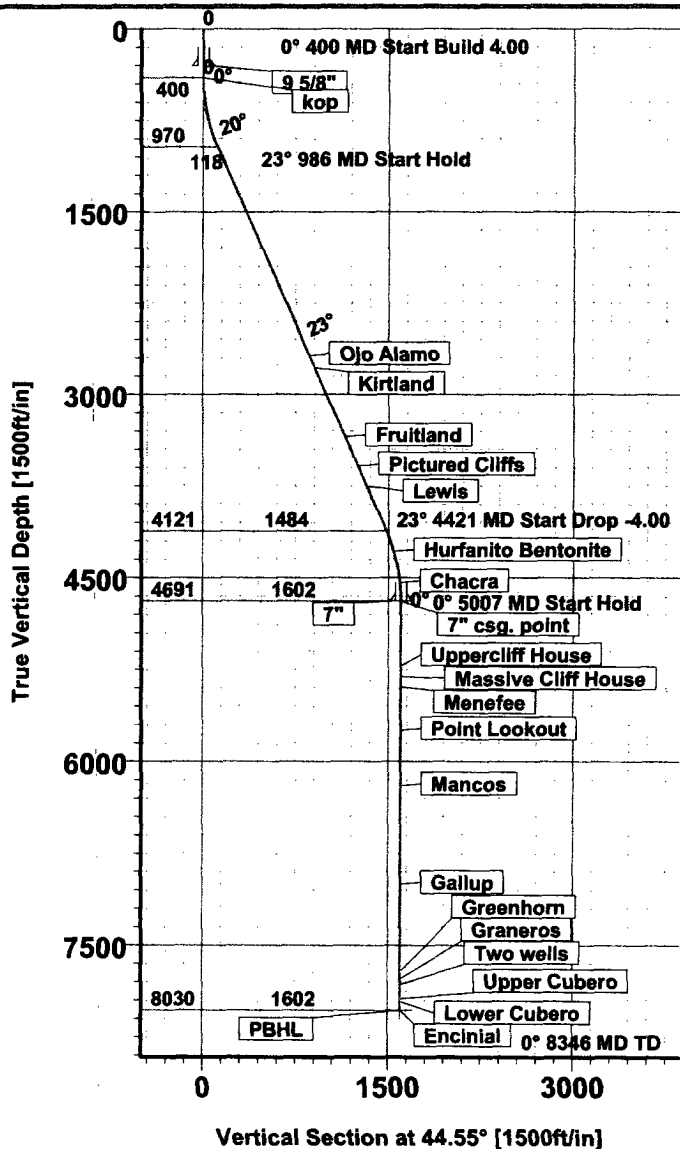 0
0
0° 400 MD Start Build 4.00
0°
9 5/8"
kop
400
20°
970
118
23° 986 MD Start Hold
1500
23°
Ojo Alamo
Kirtland
3000
Fruitland
Pictured Cliffs
Lewis
4121
1484
23° 4421 MD Start Drop -4.00
Hurfanito Bentonite
4500
Chacra
4691
1602
0°
0° 5007 MD Start Hold
7"
7" csg. point
Uppercliff House
Massive Cliff House
Menefee
Point Lookout
6000
Mancos
Gallup
Greenhorn
Graneros
7500
Two wells
Upper Cubero
8030
1602
Lower Cubero
PBHL
Encinial
0° 8346 MD TD
0
1500
3000
True Vertical Depth [1500ft/in]
Vertical Section at 44.55° [1500ft/in]